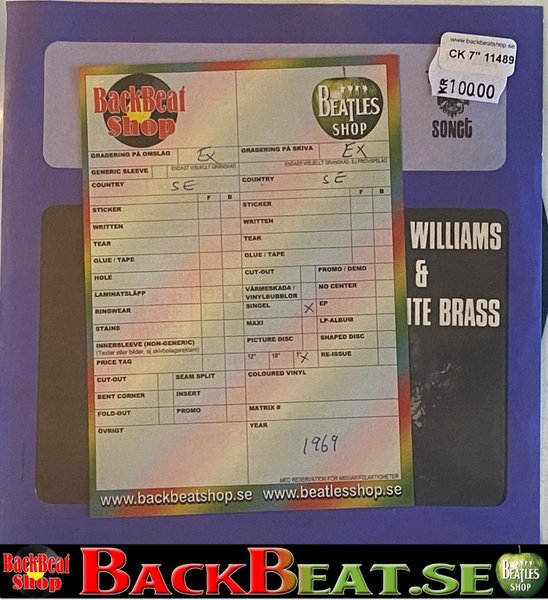 www.backbeatshop.se
CK 7" 11489
KR 100.00
sonet
BackBeat Shop
BEATLES SHOP
GRADERING PÅ OMSLAG EX
ENDAST VISUELLT GRANSKAD
GENERIC SLEEVE
COUNTRY SE
F B
STICKER
WRITTEN
TEAR
GLUE / TAPE
HOLE
LAMINATSLÄPP
RINGWEAR
STAINS
INNERSLEEVE (NON-GENERIC)
(Texter eller bilder, ej skivbolagsreklam)
PRICE TAG
CUT-OUT SEAM SPLIT
BENT CORNER INSERT
FOLD-OUT PROMO
ÖVRIGT
GRADERING PÅ SKIVA EX
ENDAST VISUELLT GRANSKAD, EJ PROVSPELAD
COUNTRY SE
F B
STICKER
WRITTEN
TEAR
GLUE / TAPE
CUT-OUT PROMO / DEMO
VÄRMESKADA / VINYLBUBBLOR NO CENTER
SINGEL X EP
MAXI LP-ALBUM
PICTURE DISC SHAPED DISC
12" 10" 7" X RE-ISSUE
COLOURED VINYL
MATRIX #
YEAR
1969
MED RESERVATION FÖR MISSAR/FELAKTIGHETER
www.backbeatshop.se www.beatlesshop.se
WILLIAMS
&
ITE BRASS
BackBeat Shop BACKBEAT.SE BEATLES SHOP